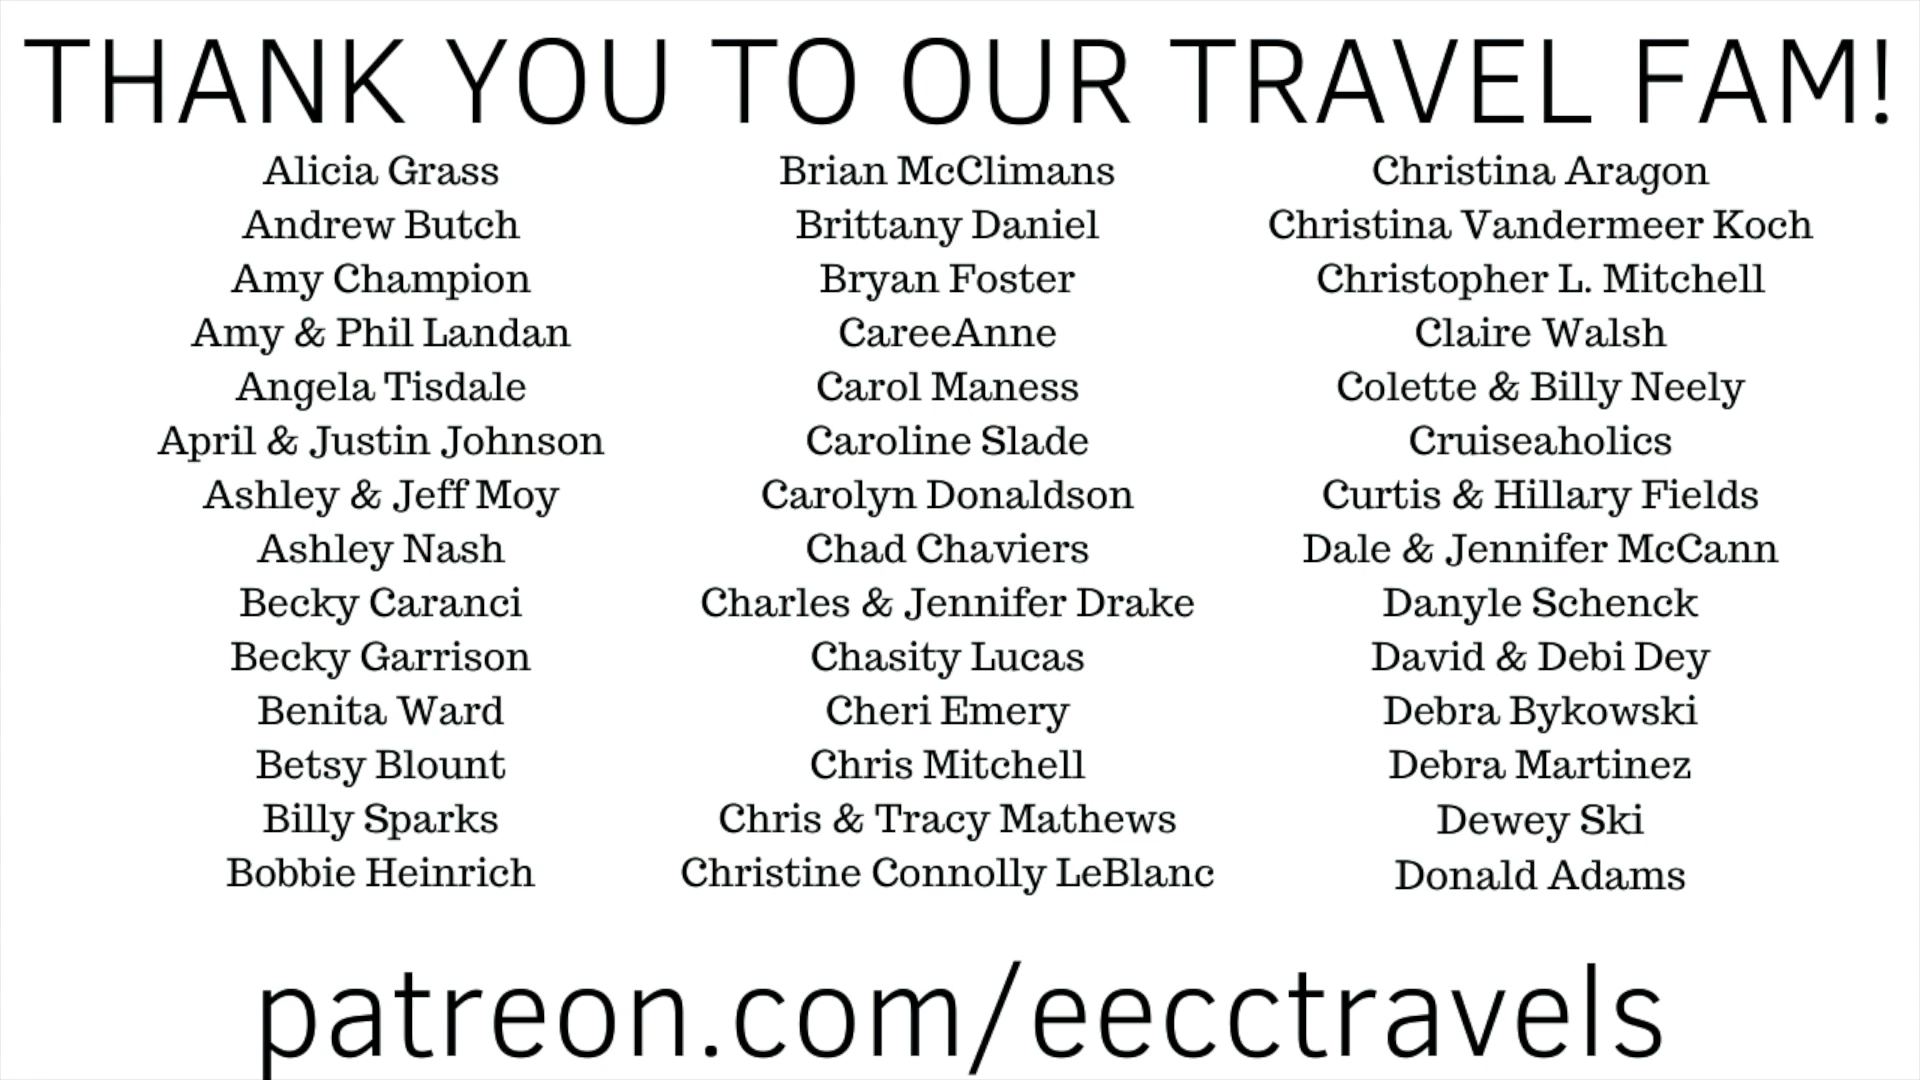 THANK YOU TO OUR TRAVEL FAM!
Alicia Grass
Andrew Butch
Amy Champion
Amy & Phil Landan
Angela Tisdale
April & Justin Johnson
Ashley & Jeff Moy
Ashley Nash
Becky Caranci
Becky Garrison
Benita Ward
Betsy Blount
Billy Sparks
Bobbie Heinrich
Brian McClimans
Brittany Daniel
Bryan Foster
CareeAnne
Carol Maness
Caroline Slade
Carolyn Donaldson
Chad Chaviers
Charles & Jennifer Drake
Chasity Lucas
Cheri Emery
Chris Mitchell
Chris & Tracy Mathews
Christine Connolly LeBlanc
Christina Aragon
Christina Vandermeer Koch
Christopher L. Mitchell
Claire Walsh
Colette & Billy Neely
Cruiseaholics
Curtis & Hillary Fields
Dale & Jennifer McCann
Danyle Schenck
David & Debi Dey
Debra Bykowski
Debra Martinez
Dewey Ski
Donald Adams
patreon.com/eecctravels